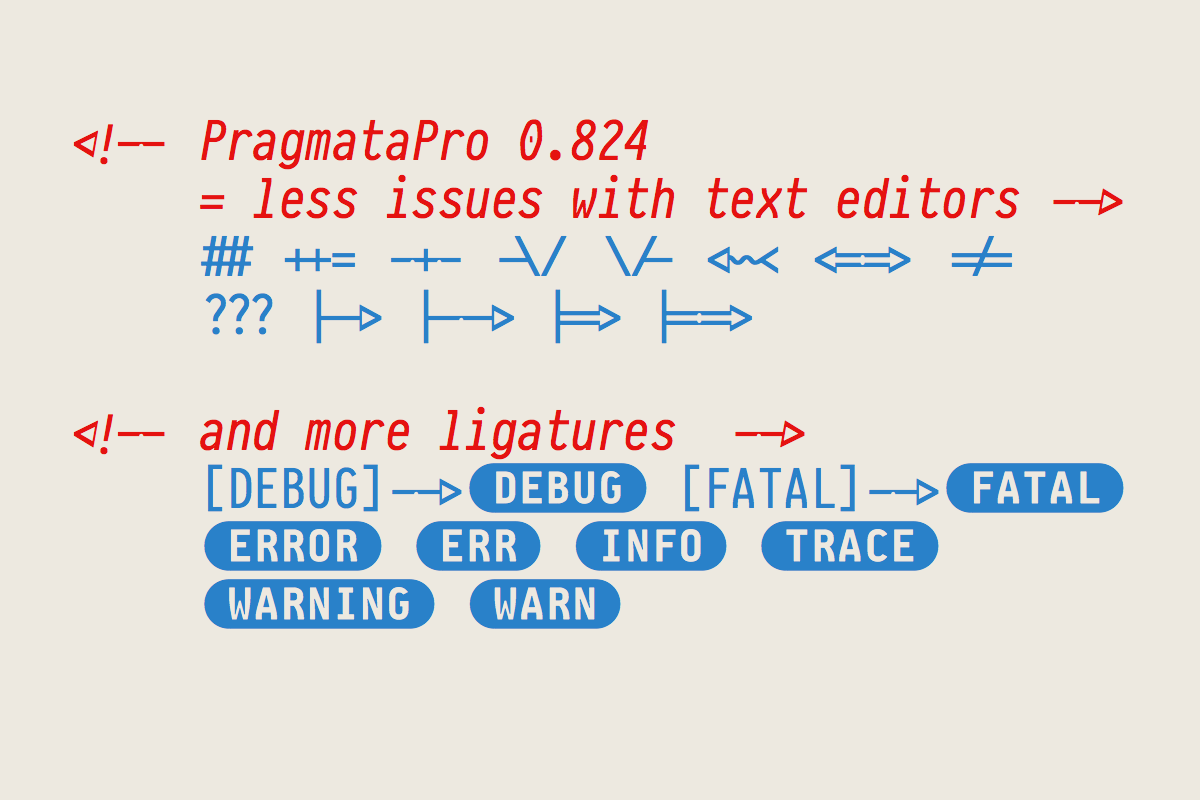 <!-- PragmataPro 0.824
= less issues with text editors -->
## ++= -+- -\/ \/- <~~< <==> =/=
??? |-> |--> |=> |==>
<!-- and more ligatures -->
[DEBUG]-->DEBUG [FATAL]-->FATAL
ERROR ERR INFO TRACE
WARNING WARN